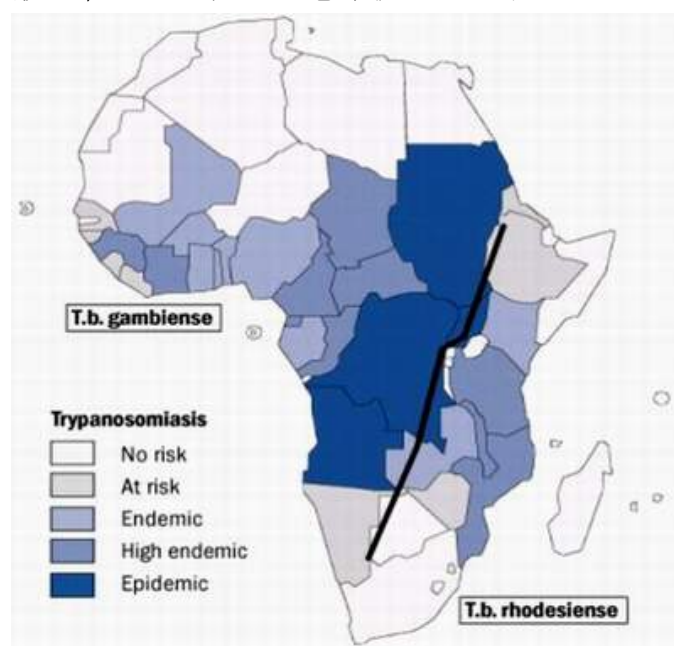 T.b. gambiense
Trypanosomiasis
No risk
At risk
Endemic
High endemic
Epidemic
T.b. rhodesiense